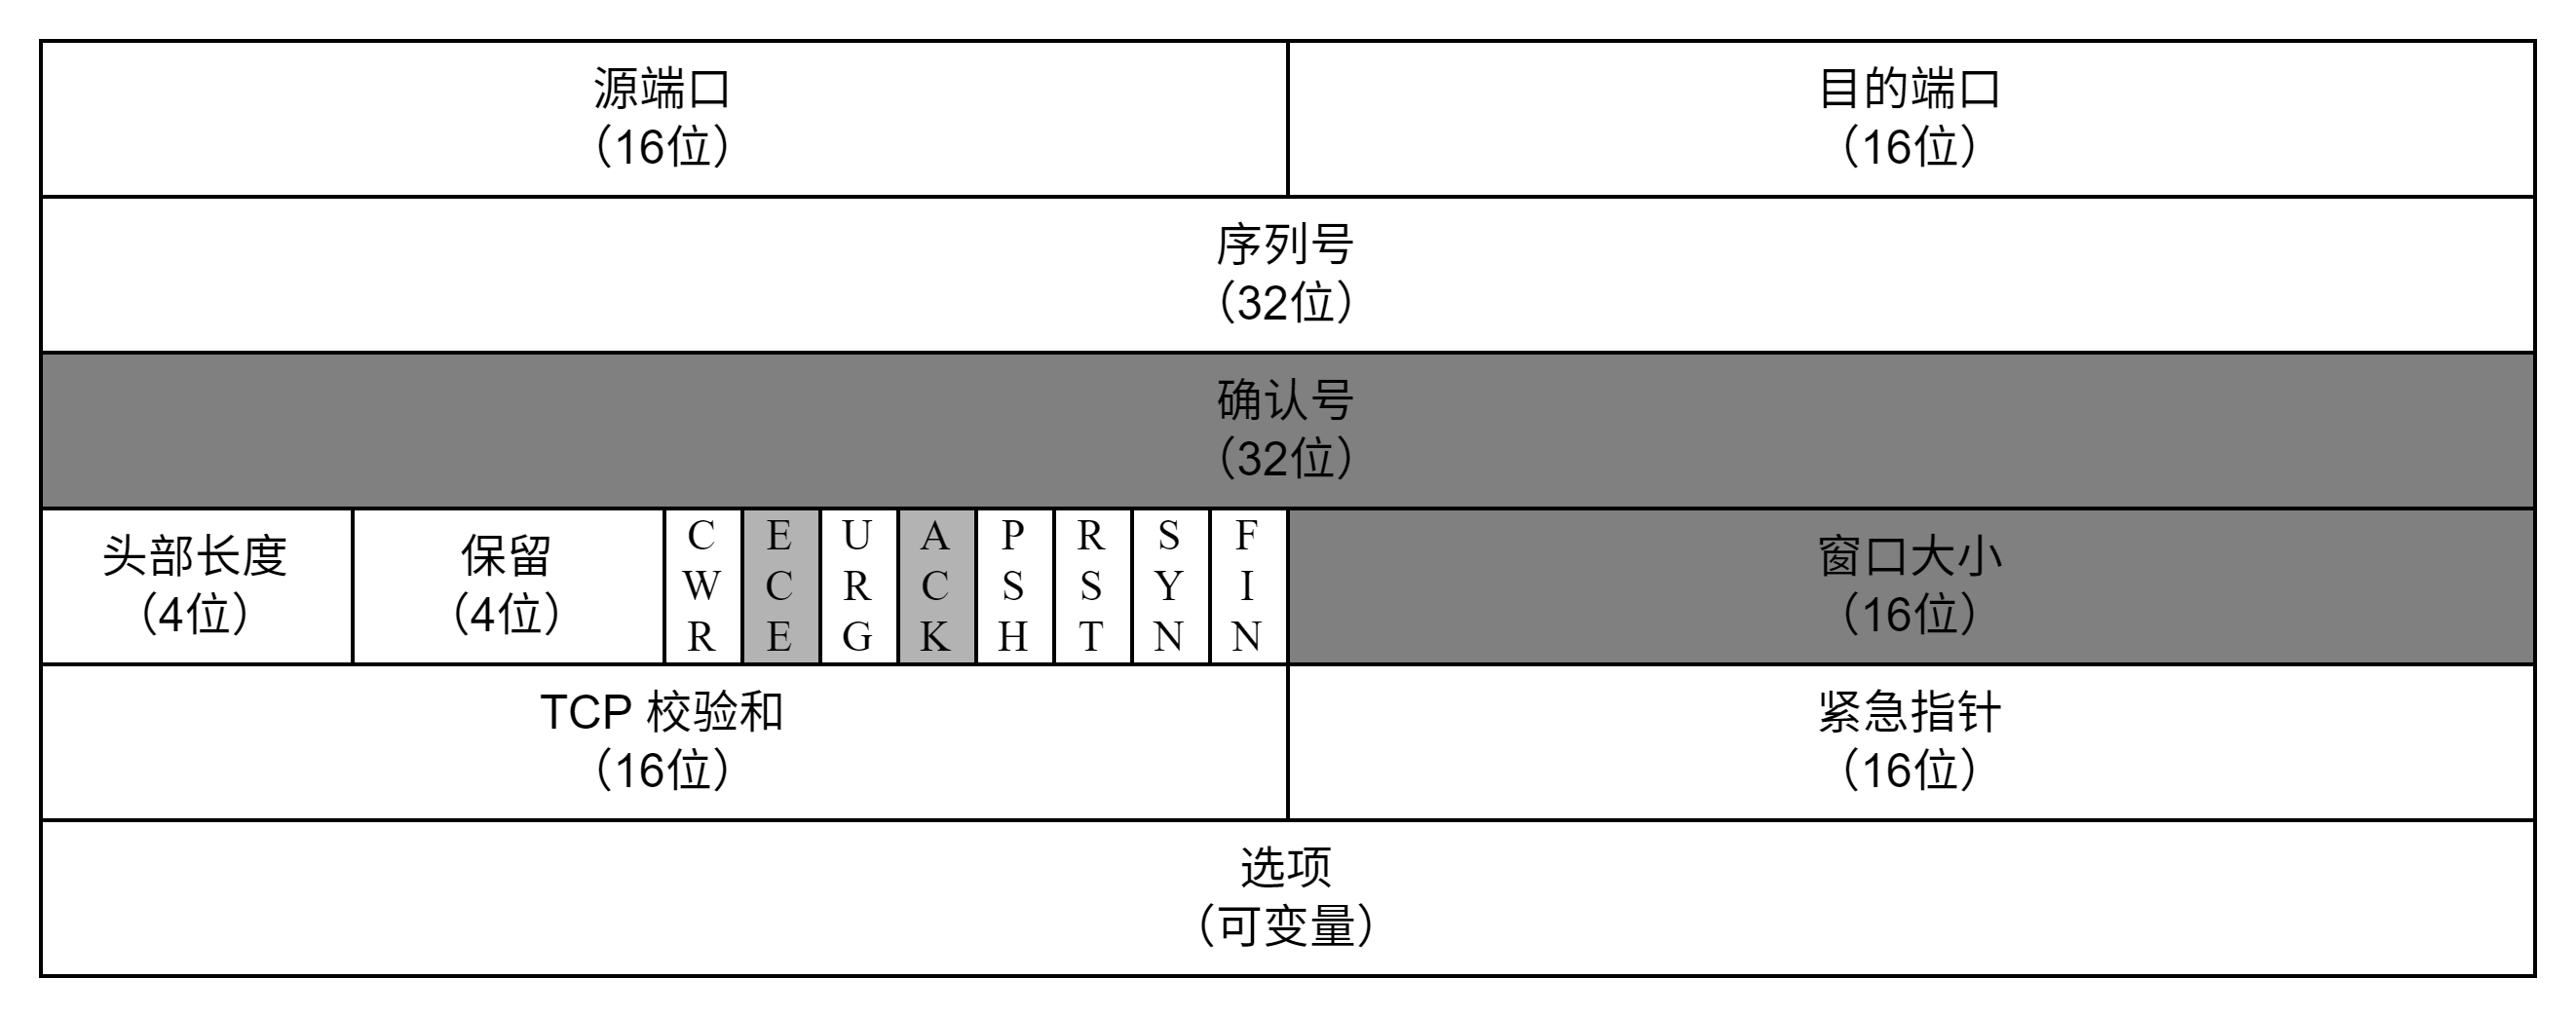 源端口
（16位）
目的端口
（16位）
序列号
（32位）
确认号
（32位）
头部长度
（4位）
保留
（4位）
CWR
ECE
URG
ACK
PSH
RST
SYN
FIN
窗口大小
（16位）
TCP 校验和
（16位）
紧急指针
（16位）
选项
（可变量）